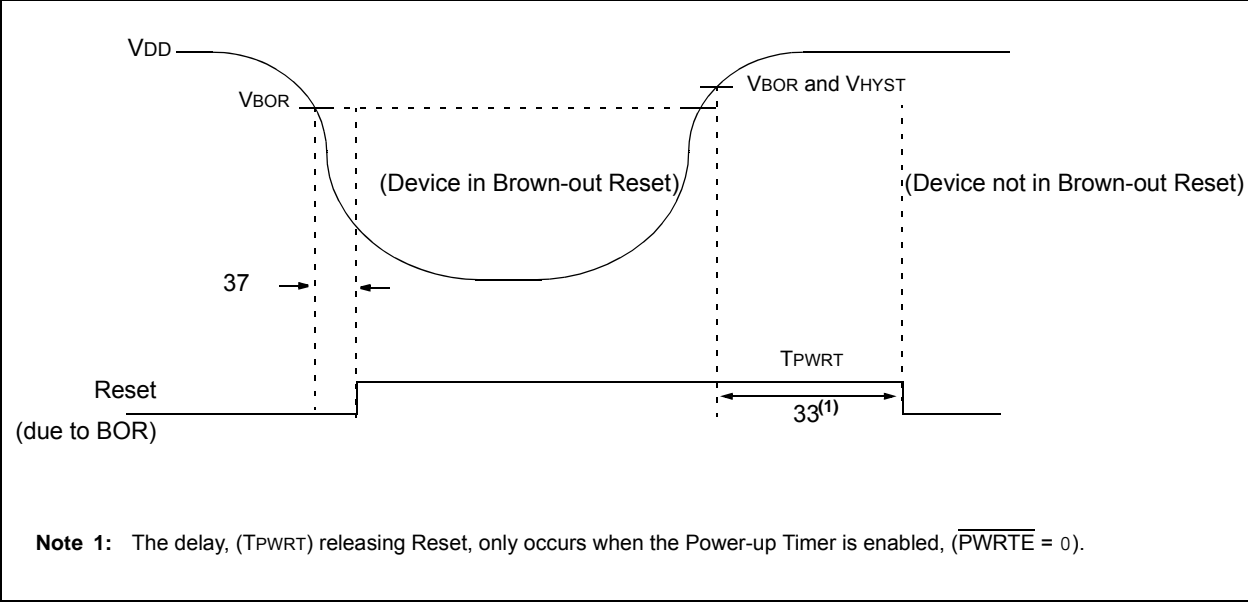 VDD
VBOR and VHYST
VBOR
(Device in Brown-out Reset)
(Device not in Brown-out Reset)
37
TPWRT
Reset
33(1)
(due to BOR)
Note 1: The delay, (TPWRT) releasing Reset, only occurs when the Power-up Timer is enabled, (P̅W̅R̅T̅E̅ = 0).